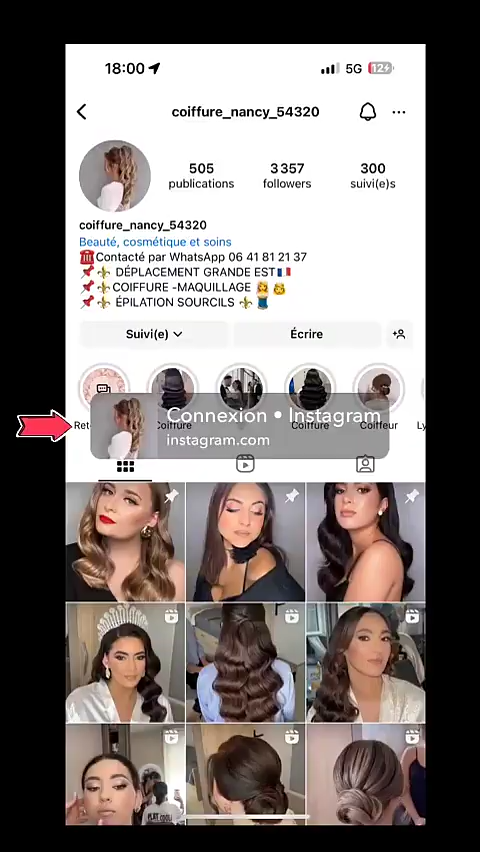 18:00
5G
12
coiffure_nancy_54320
505
publications
3 357
followers
300
suivi(e)s
coiffure_nancy_54320
Beauté, cosmétique et soins
☎️Contacté par WhatsApp 06 41 81 21 37
📌⚜️ DÉPLACEMENT GRANDE EST🇫🇷
📌⚜️COIFFURE -MAQUILLAGE
📌⚜️ ÉPILATION SOURCILS ⚜️
Suivi(e)
Écrire
Ret
Coiffure
Coiffure
Coiffeur
Ly
Connexion • Instagram
instagram.com